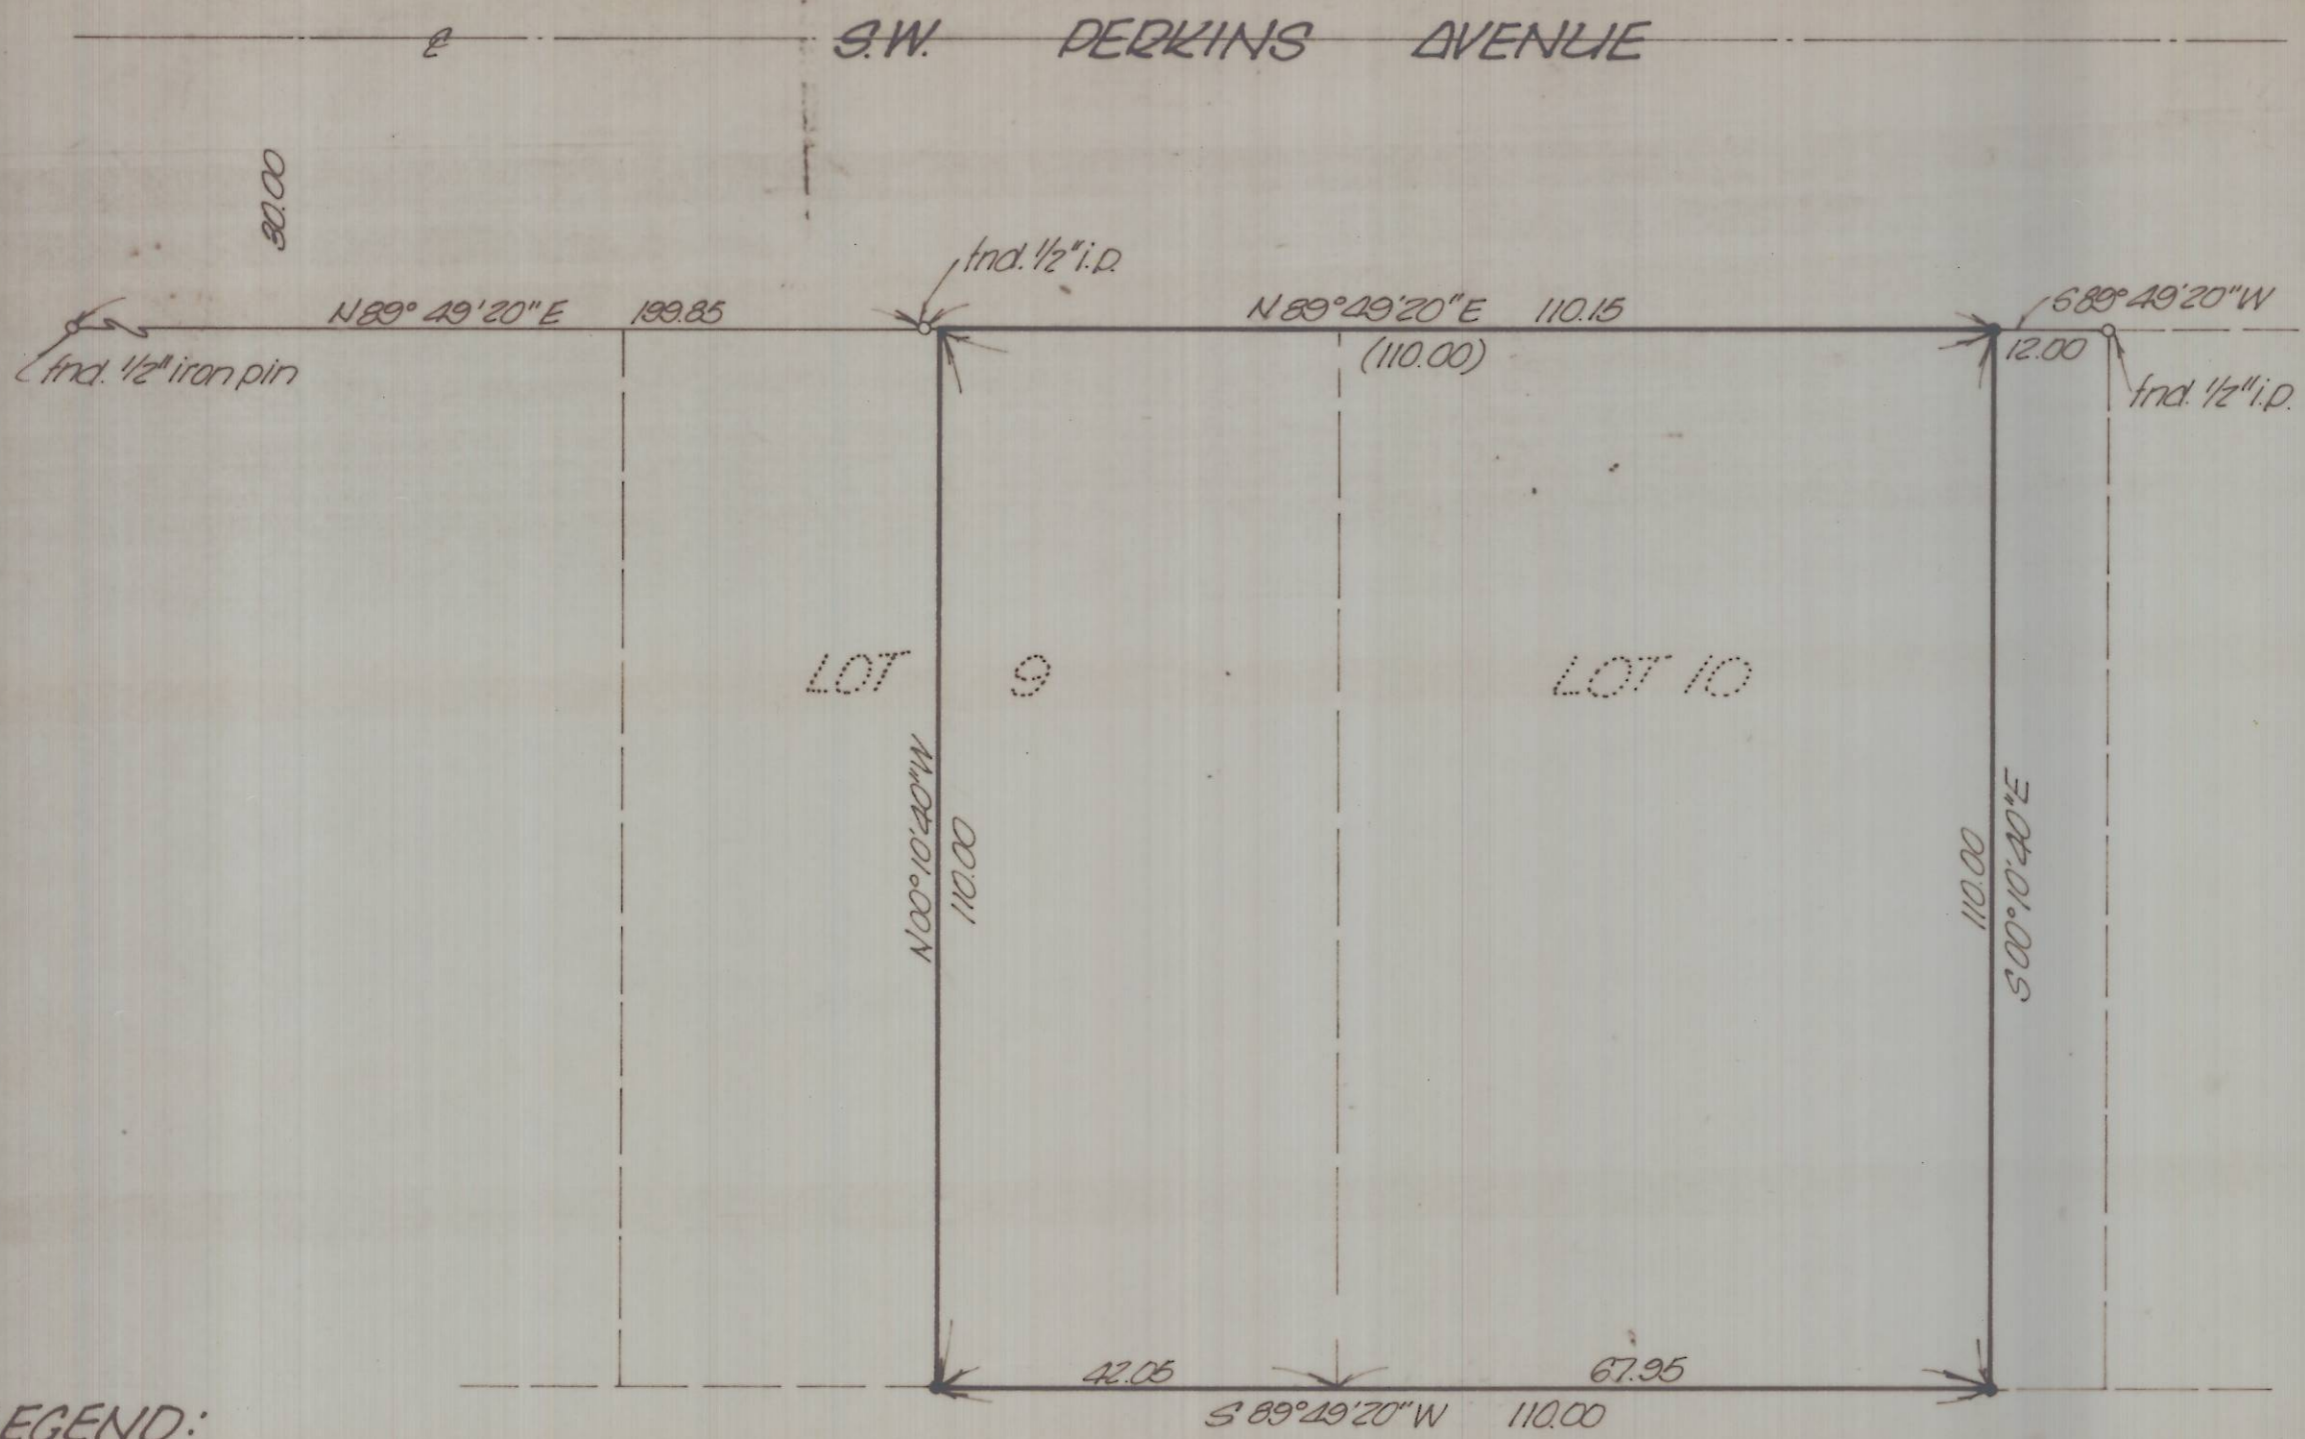 ℄ S.W. PERKINS AVENUE
30.00
fnd. 1/2" i.p.
N89° 49'20"E 199.85
N 89°49'20"E 110.15
S 89° 49'20"W
(110.00)
12.00
fnd. 1/2" iron pin
fnd. 1/2" i.p.
LOT 9
LOT 10
N00°10'40"W
110.00
110.00
S 00°10'40"E
42.05
67.95
S 89°49'20"W 110.00
EGEND: